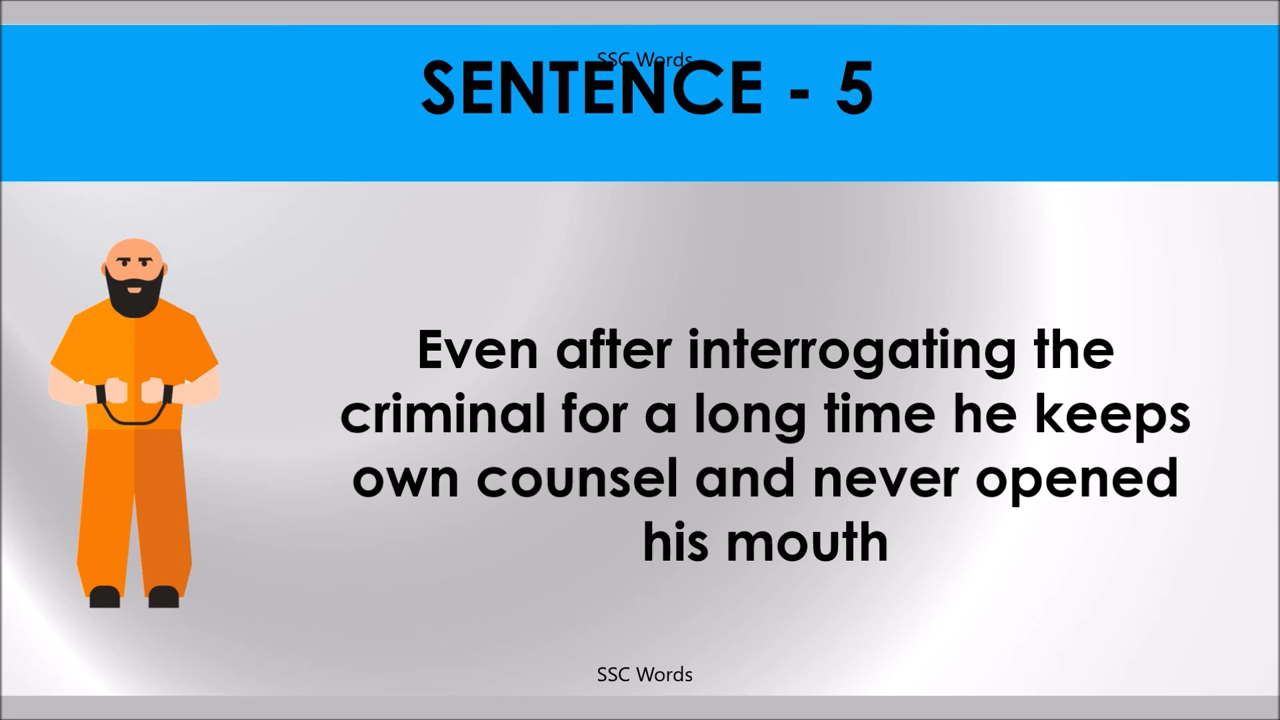 SSC Words
SENTENCE - 5
Even after interrogating the
criminal for a long time he keeps
own counsel and never opened
his mouth
SSC Words